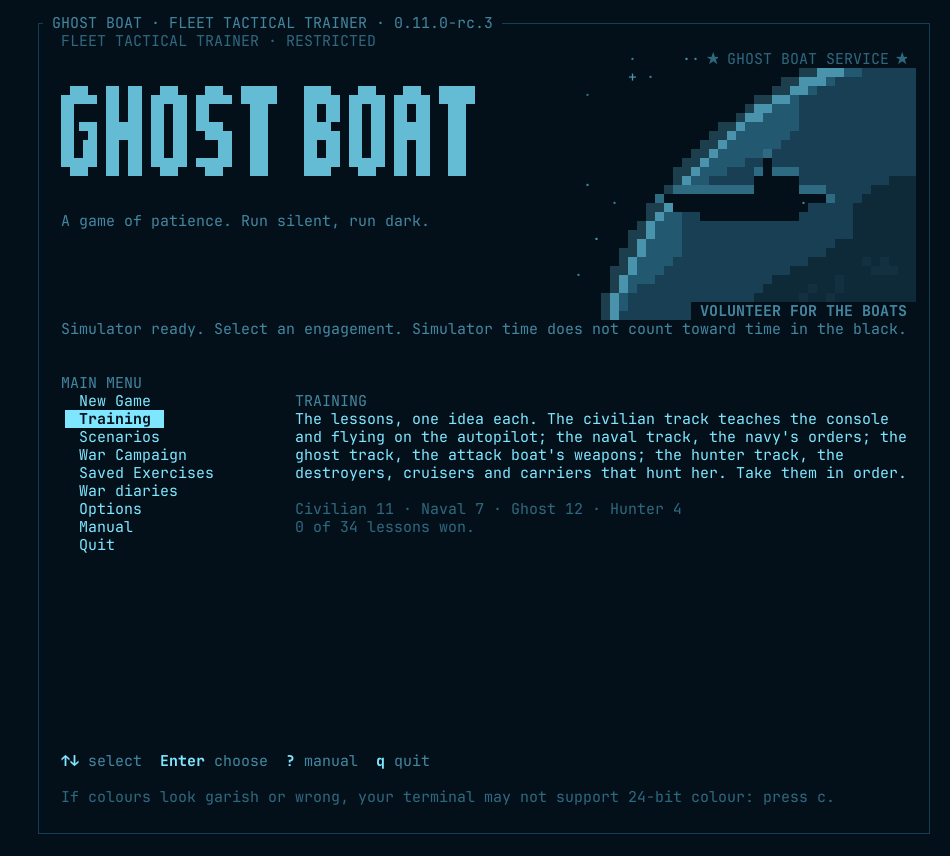 GHOST BOAT · FLEET TACTICAL TRAINER · 0.11.0-rc.3
FLEET TACTICAL TRAINER · RESTRICTED
★ GHOST BOAT SERVICE ★
GHOST BOAT
A game of patience. Run silent, run dark.
VOLUNTEER FOR THE BOATS
Simulator ready. Select an engagement. Simulator time does not count toward time in the black.
MAIN MENU
New Game
Training
Scenarios
War Campaign
Saved Exercises
War diaries
Options
Manual
Quit
TRAINING
The lessons, one idea each. The civilian track teaches the console
and flying on the autopilot; the naval track, the navy's orders; the
ghost track, the attack boat's weapons; the hunter track, the
destroyers, cruisers and carriers that hunt her. Take them in order.
Civilian 11 · Naval 7 · Ghost 12 · Hunter 4
0 of 34 lessons won.
↑↓ select Enter choose ? manual q quit
If colours look garish or wrong, your terminal may not support 24-bit colour: press c.